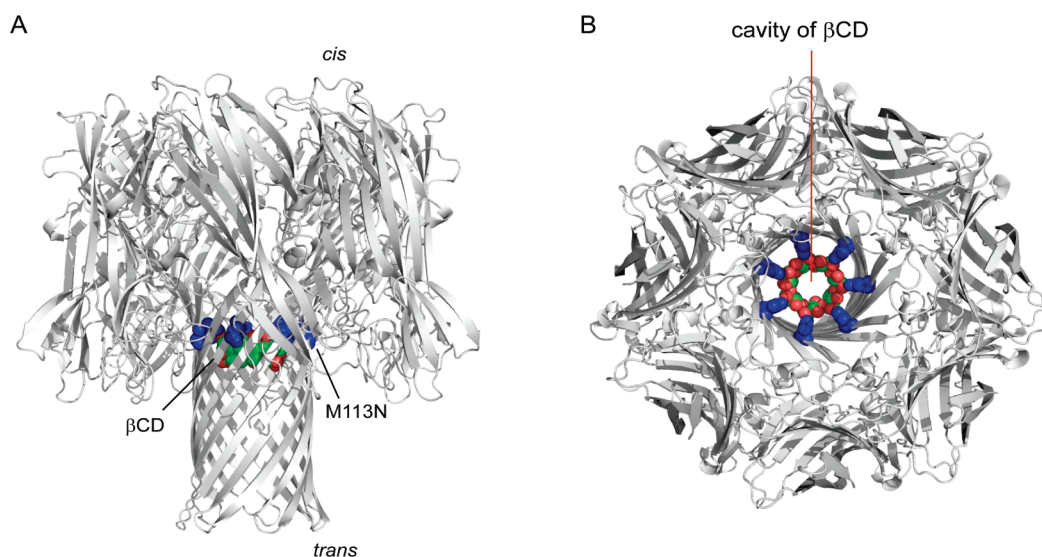 A
cis
βCD
M113N
trans
B
cavity of βCD